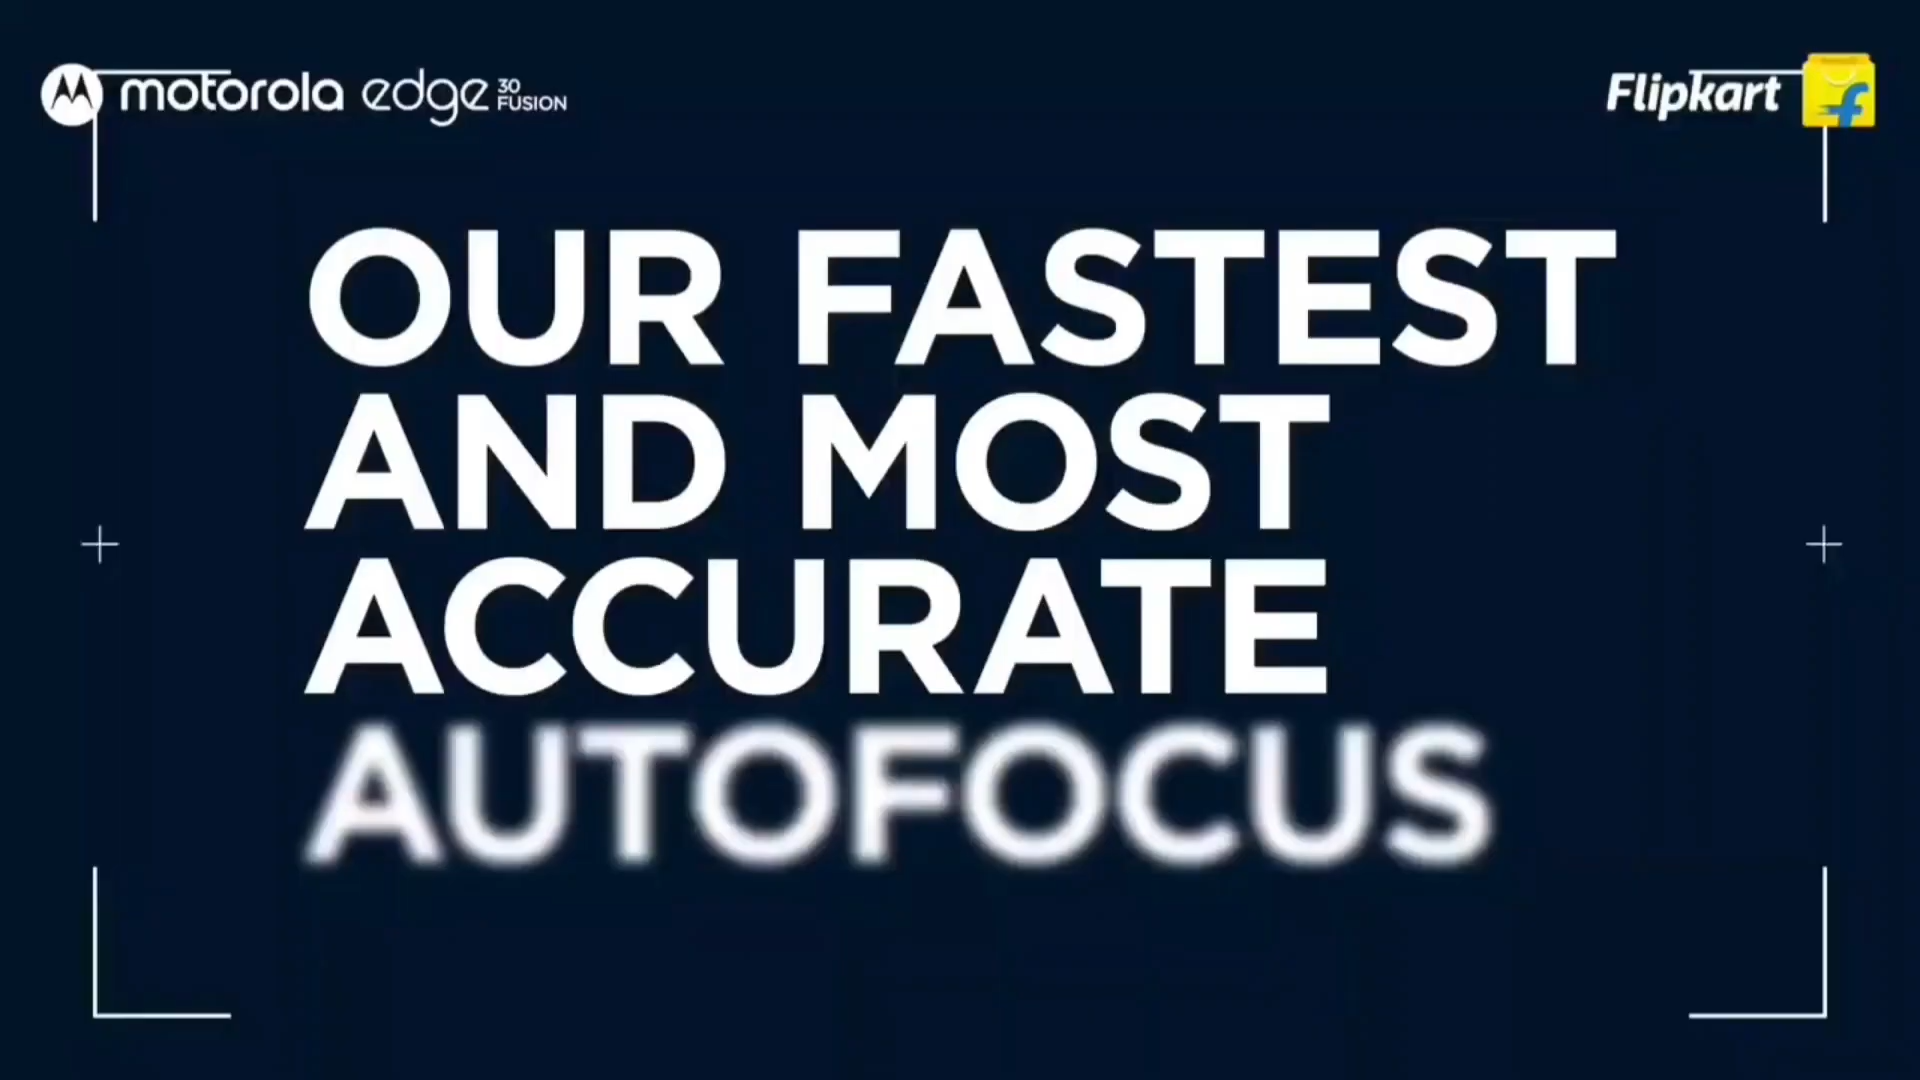 motorola edge 30 FUSION
Flipkart
OUR FASTEST
AND MOST
ACCURATE
AUTOFOCUS